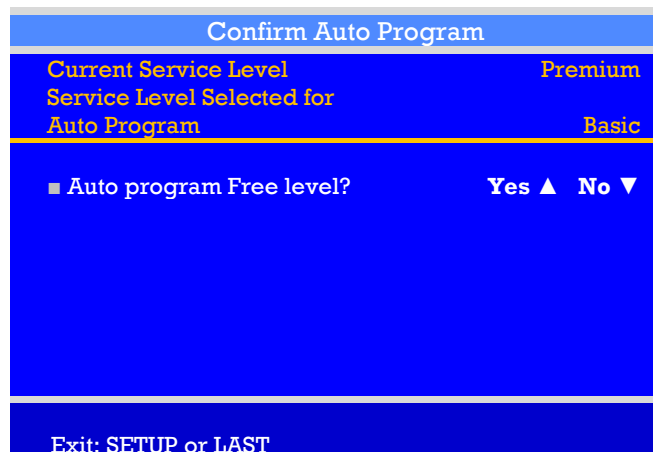 Confirm Auto Program
Current Service Level Premium
Service Level Selected for
Auto Program Basic
■ Auto program Free level? Yes ▲ No ▼
Exit: SETUP or LAST